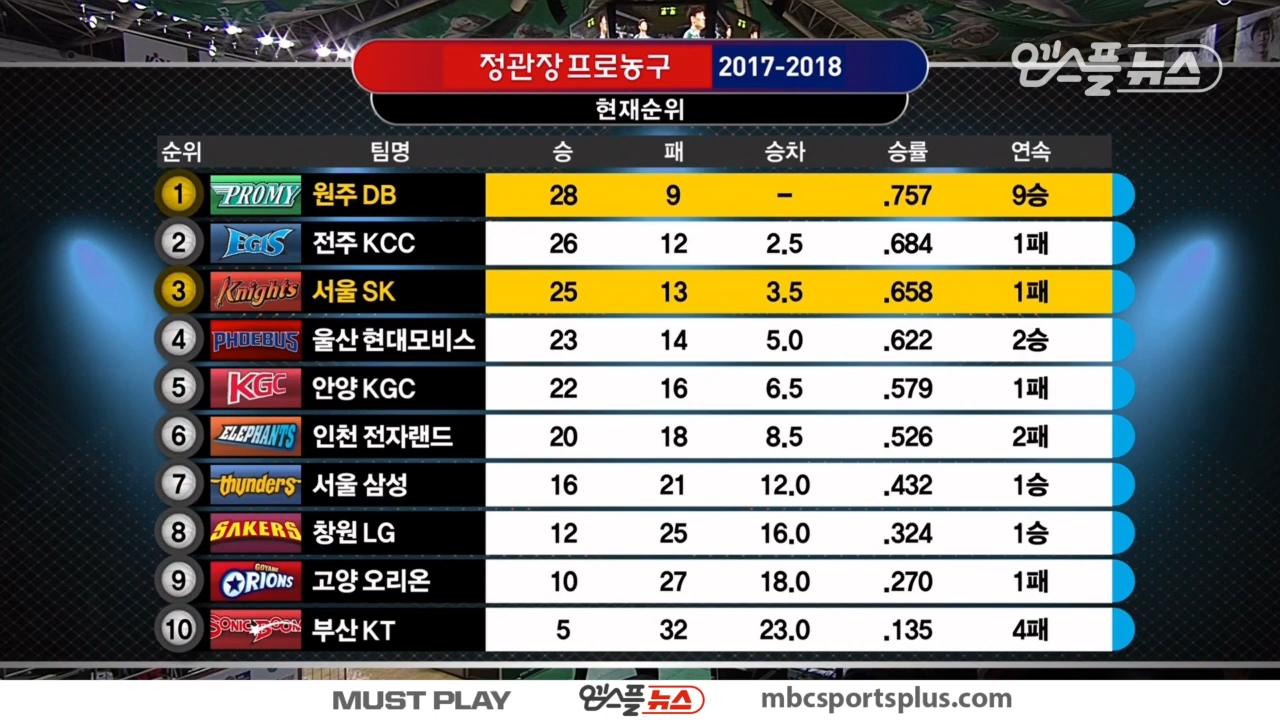 앤스플 뉴스
정관장 프로농구 2017-2018
현재순위
순위 팀명 승 패 승차 승률 연속
1 PROMY 원주 DB 28 9 – .757 9승
2 EGIS 전주 KCC 26 12 2.5 .684 1패
3 Knights 서울 SK 25 13 3.5 .658 1패
4 PHOEBUS 울산 현대모비스 23 14 5.0 .622 2승
5 KGC 안양 KGC 22 16 6.5 .579 1패
6 ELEPHANTS 인천 전자랜드 20 18 8.5 .526 2패
7 thunders 서울 삼성 16 21 12.0 .432 1승
8 SAKERS 창원 LG 12 25 16.0 .324 1승
9 GOYANG ORIONS 고양 오리온 10 27 18.0 .270 1패
10 SONIC BOOM 부산 KT 5 32 23.0 .135 4패
MUST PLAY 앤스플 뉴스 mbcsportsplus.com